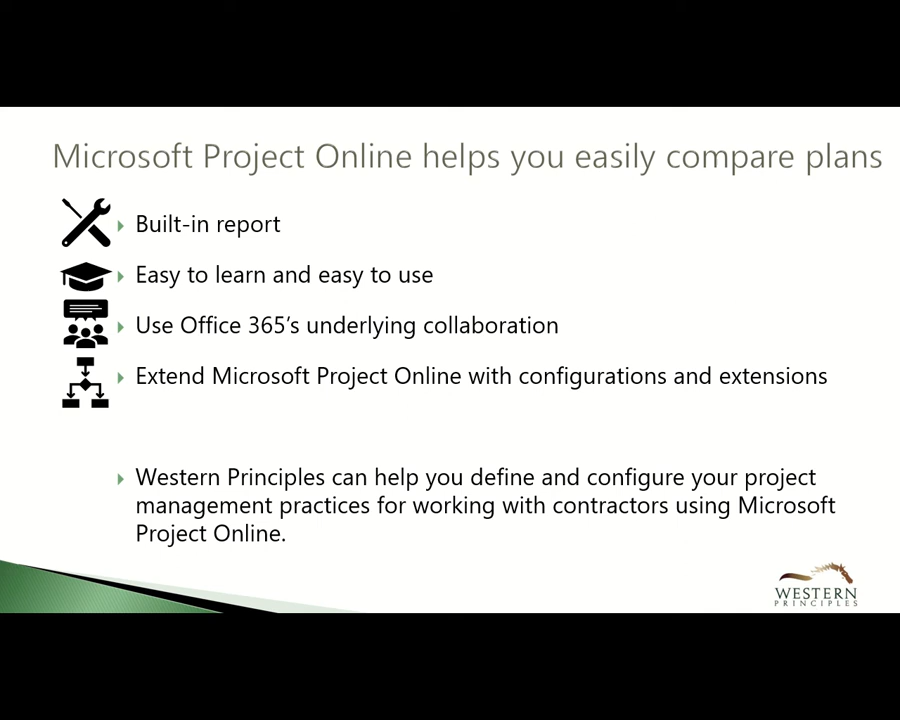 Microsoft Project Online helps you easily compare plans
Built-in report
Easy to learn and easy to use
Use Office 365's underlying collaboration
Extend Microsoft Project Online with configurations and extensions
Western Principles can help you define and configure your project
management practices for working with contractors using Microsoft
Project Online.
WESTERN
PRINCIPLES